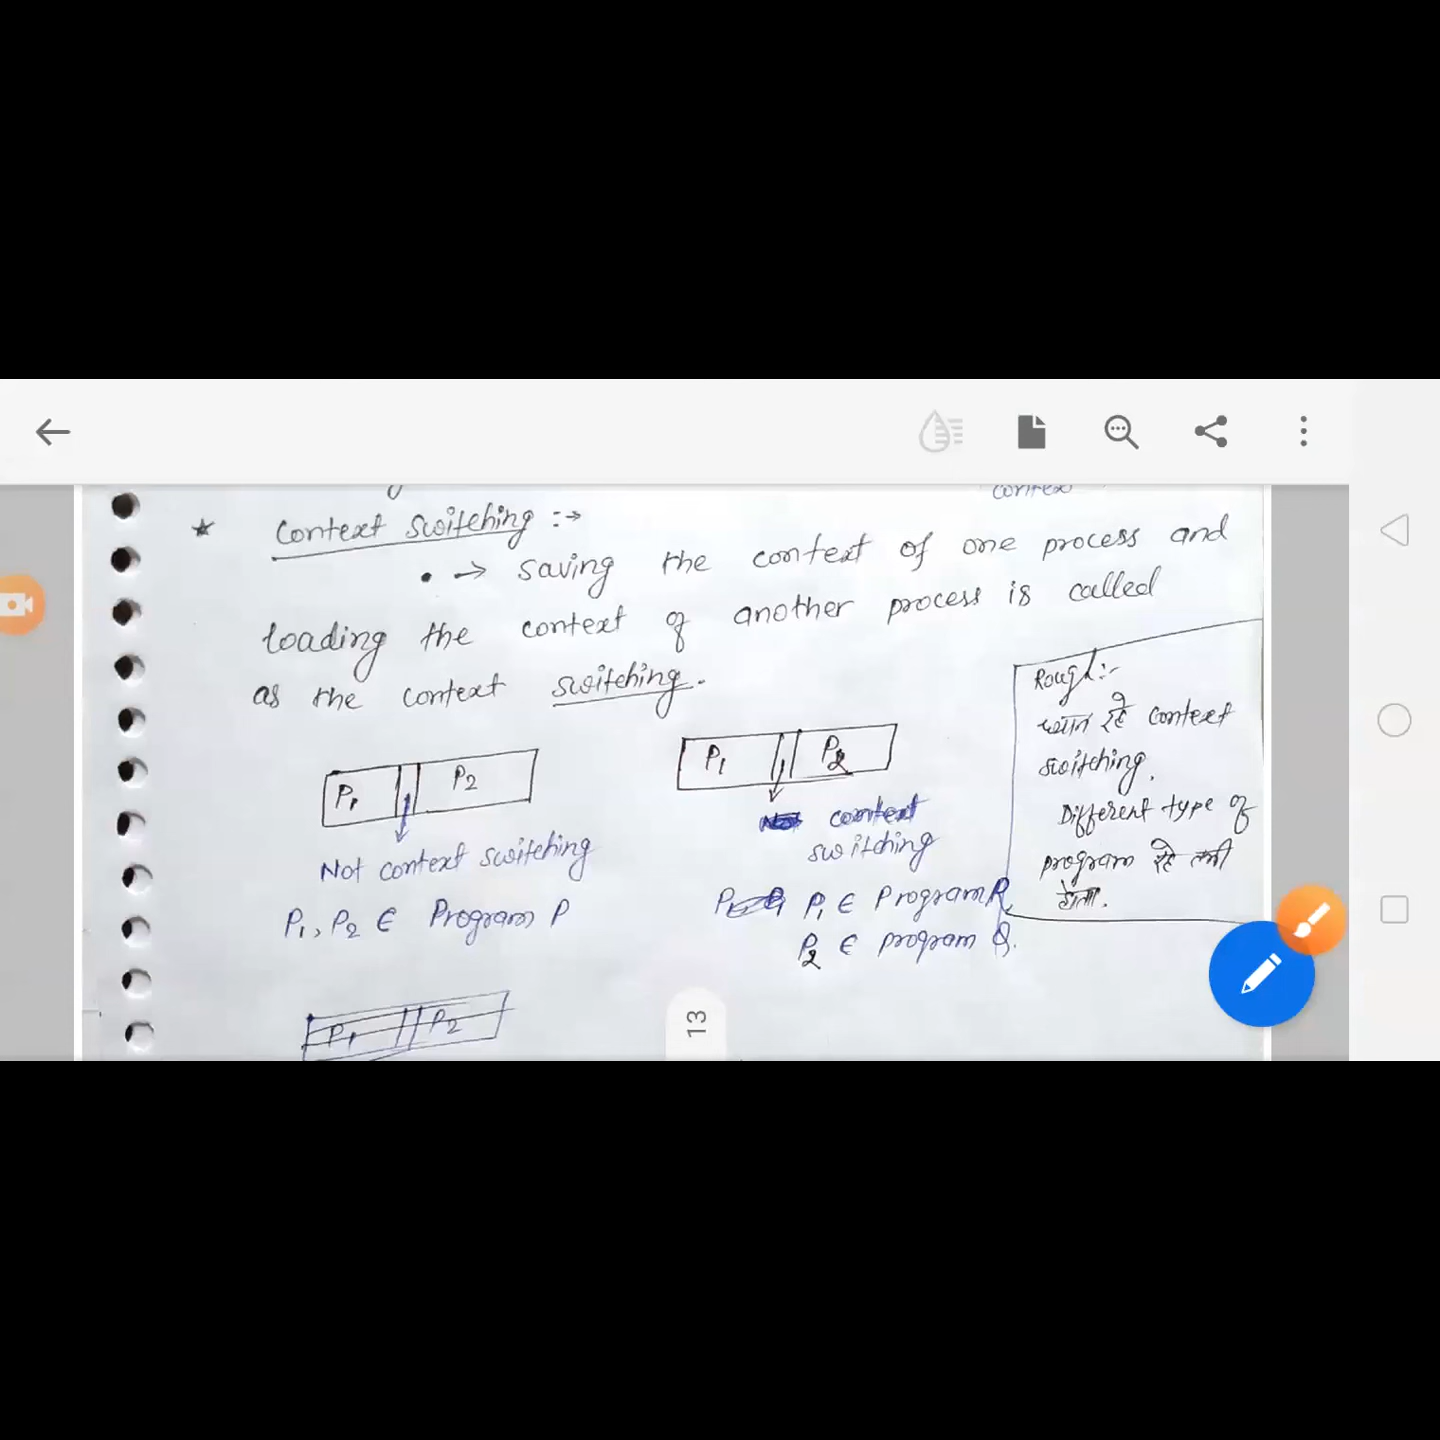 * Context switching :→
• → saving the context of one process and
loading the context of another process is called
as the context switching.
P1 P2
Not context switching
P1, P2 ∈ Program P
P1 P2
context
switching
P1 ∈ Program R
P2 ∈ program Q.
Rough:-
ध्यान रहे context
switching.
Different type of
program रहे तभी
होता.
P1 P2
13